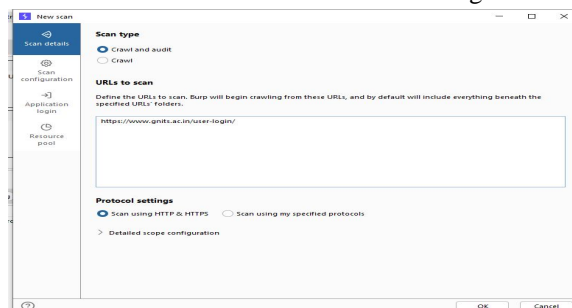 New scan
Scan details
Scan
configuration
Application
login
Resource
pool
Scan type
Crawl and audit
Crawl
URLs to scan
Define the URLs to scan. Burp will begin crawling from these URLs, and by default will include everything beneath the
specified URLs' folders.
https://www.gnits.ac.in/user-login/
Protocol settings
Scan using HTTP & HTTPS Scan using my specified protocols
> Detailed scope configuration
OK Cancel